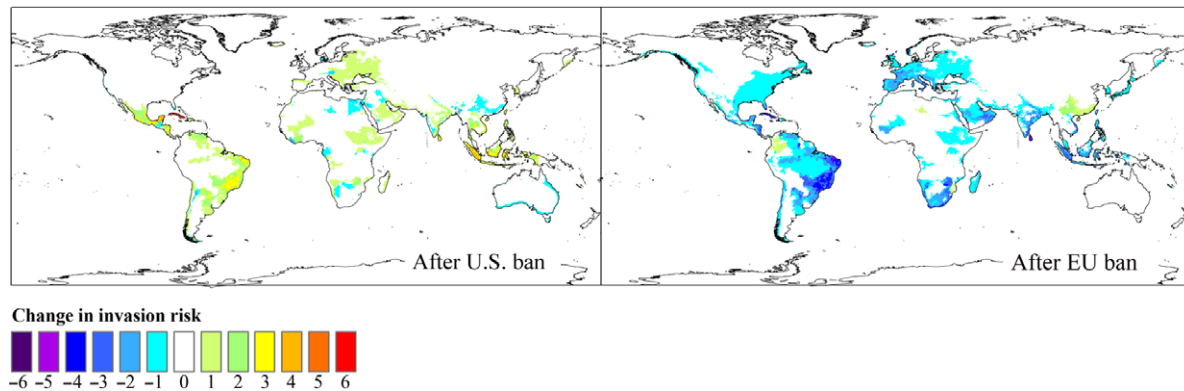 After U.S. ban
After EU ban
Change in invasion risk
−6 −5 −4 −3 −2 −1 0 1 2 3 4 5 6